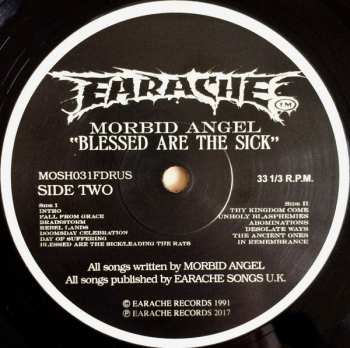 EARACHE
TM
MORBID ANGEL
"BLESSED ARE THE SICK"
MOSH031FDRUS
SIDE TWO
33 1/3 R.P.M.
Side I
INTRO
FALL FROM GRACE
BRAINSTORM
REBEL LANDS
DOOMSDAY CELEBRATION
DAY OF SUFFERING
BLESSED ARE THE SICK/LEADING THE RATS
Side II
THY KINGDOM COME
UNHOLY BLASPHEMIES
ABOMINATIONS
DESOLATE WAYS
THE ANCIENT ONES
IN REMEMBRANCE
All songs written by MORBID ANGEL
All songs published by EARACHE SONGS U.K.
© EARACHE RECORDS 1991
℗ EARACHE RECORDS 2017